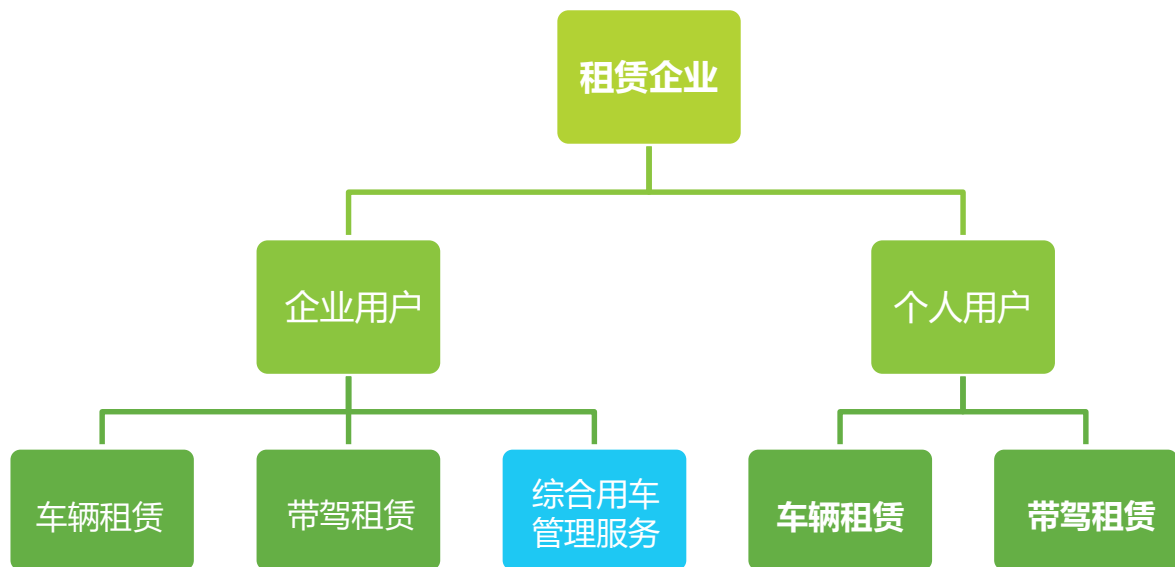 租赁企业
企业用户
个人用户
车辆租赁
带驾租赁
综合用车
管理服务
车辆租赁
带驾租赁